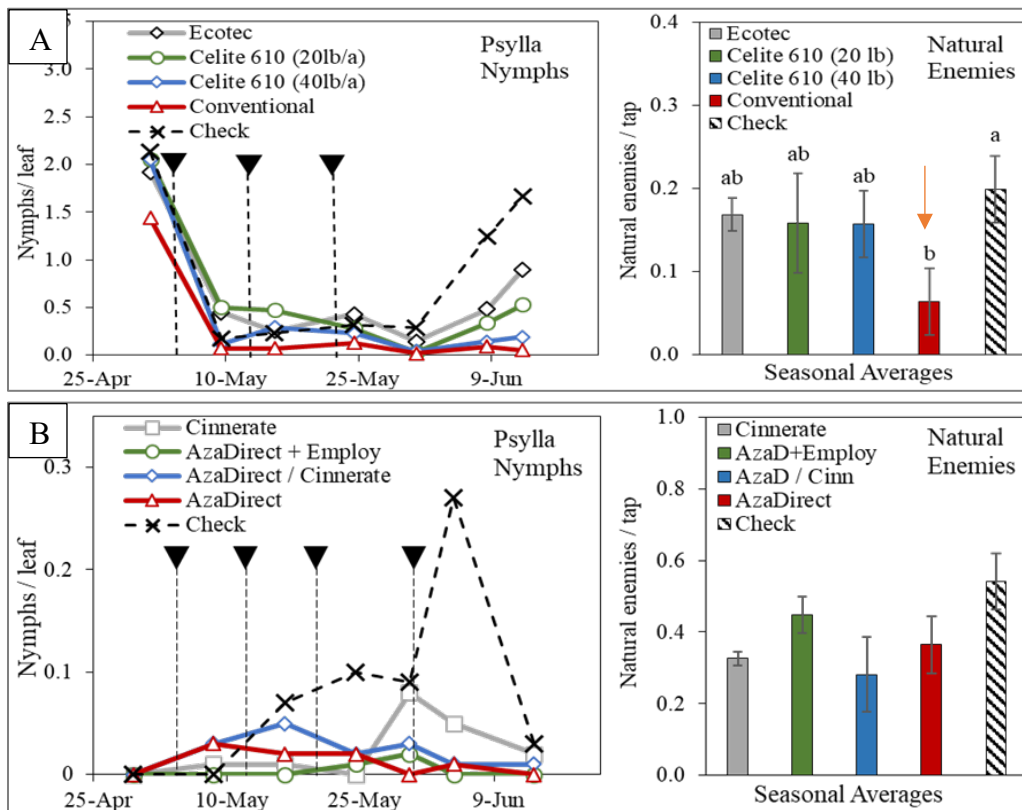 A
3.5
3.0
2.5
2.0
1.5
1.0
0.5
0.0
Nymphs/ leaf
Ecotec
Celite 610 (20lb/a)
Celite 610 (40lb/a)
Conventional
Check
Psylla
Nymphs
25-Apr
10-May
25-May
9-Jun
0.4
0.3
0.2
0.1
0.0
Natural enemies / tap
Ecotec
Celite 610 (20 lb)
Celite 610 (40 lb)
Conventional
Check
Natural
Enemies
ab
ab
ab
b
a
Seasonal Averages
B
0.3
0.2
0.1
0
Nymphs / leaf
Cinnerate
AzaDirect + Employ
AzaDirect / Cinnerate
AzaDirect
Check
Psylla
Nymphs
25-Apr
10-May
25-May
9-Jun
1.0
0.8
0.6
0.4
0.2
0.0
Natural enemies / tap
Cinnerate
AzaD+Employ
AzaD / Cinn
AzaDirect
Check
Natural
Enemies
Seasonal Averages